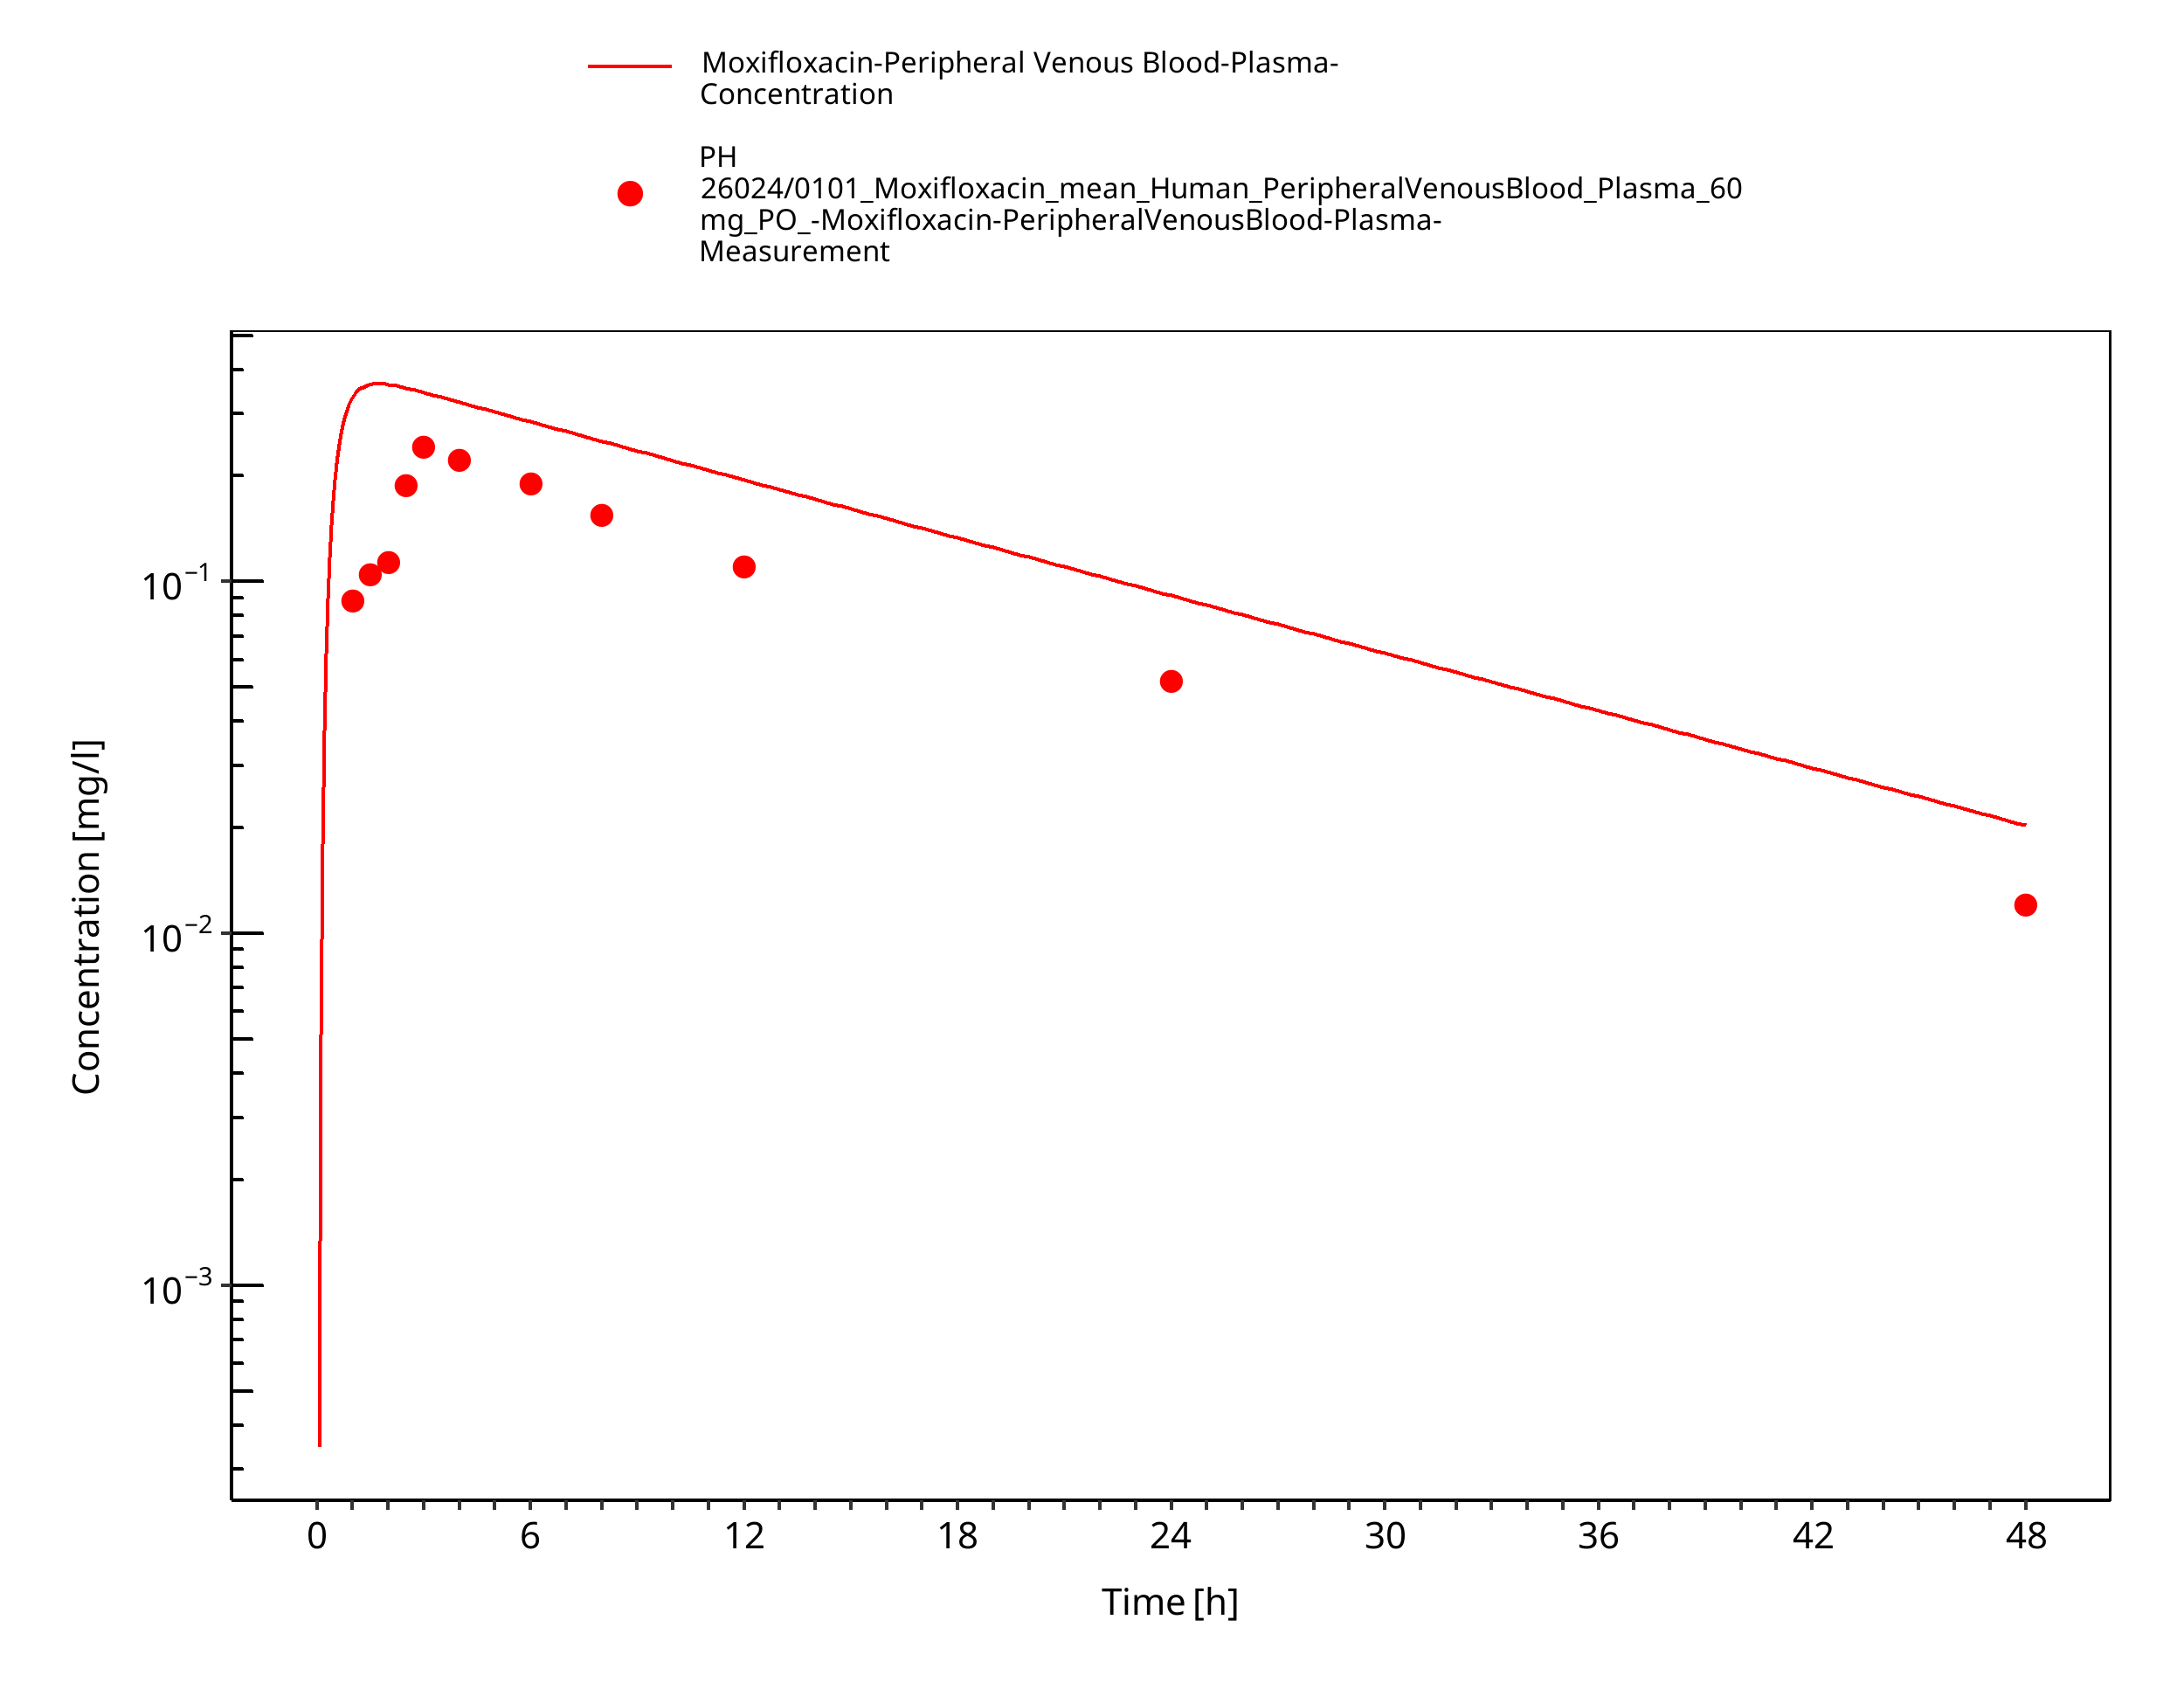 Moxifloxacin-Peripheral Venous Blood-Plasma-
Concentration
PH
26024/0101_Moxifloxacin_mean_Human_PeripheralVenousBlood_Plasma_60
mg_PO_-Moxifloxacin-PeripheralVenousBlood-Plasma-
Measurement
Concentration [mg/l]
10⁻¹
10⁻²
10⁻³
0 6 12 18 24 30 36 42 48
Time [h]